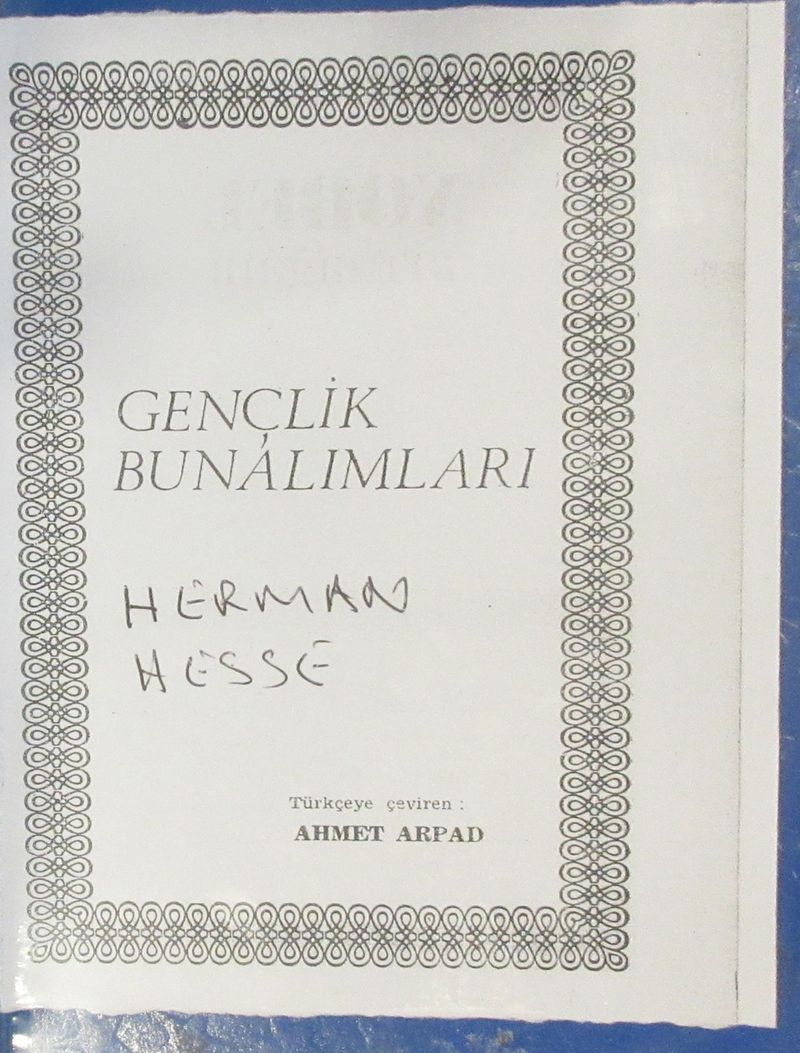 GENÇLİK
BUNALIMLARI
HERMAN
HESSE
Türkçeye çeviren :
AHMET ARPAD